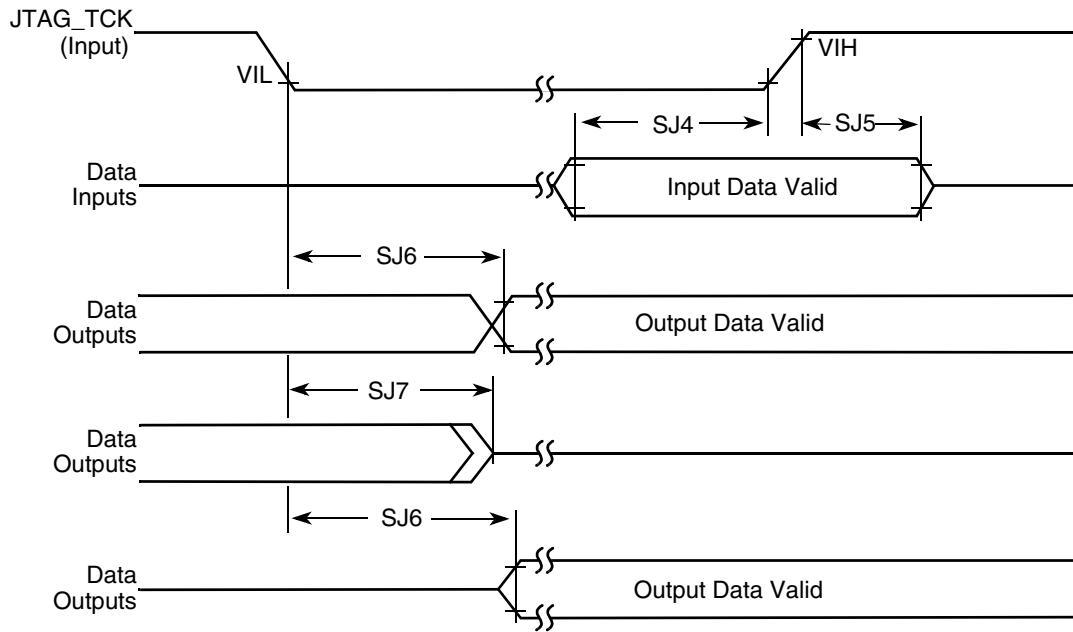 JTAG_TCK
(Input)
VIL
VIH
SJ4
SJ5
Data
Inputs
Input Data Valid
SJ6
Data
Outputs
Output Data Valid
SJ7
Data
Outputs
SJ6
Data
Outputs
Output Data Valid